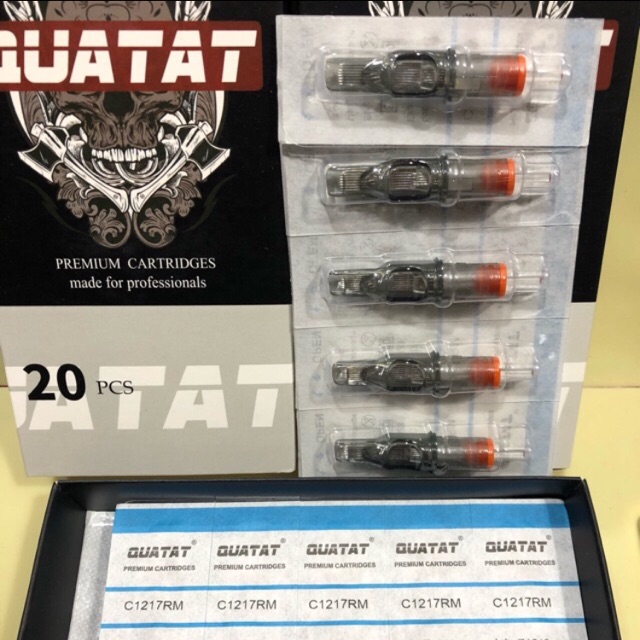 QUATAT
PREMIUM CARTRIDGES
made for professionals
20 PCS
QUATAT QUATAT QUATAT QUATAT QUATAT
PREMIUM CARTRIDGES PREMIUM CARTRIDGES PREMIUM CARTRIDGES PREMIUM CARTRIDGES PREMIUM CARTRIDGES
C1217RM C1217RM C1217RM C1217RM C1217RM